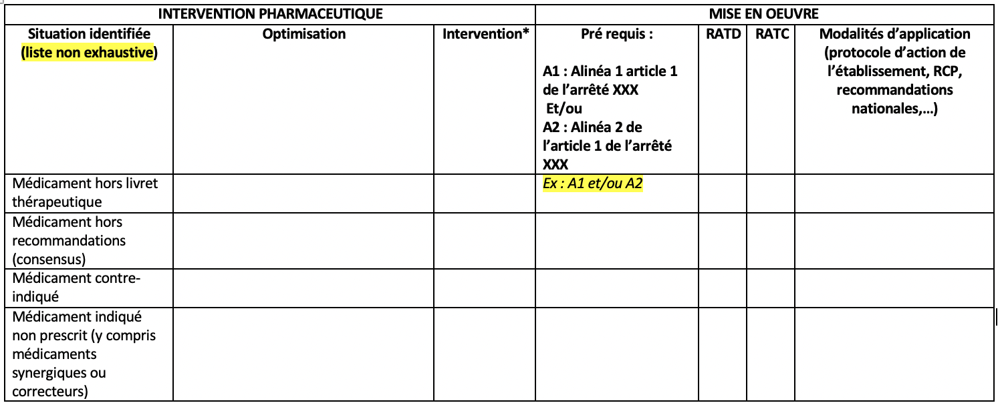 INTERVENTION PHARMACEUTIQUE
MISE EN OEUVRE
Situation identifiée
(liste non exhaustive)
Optimisation
Intervention*
Pré requis :
A1 : Alinéa 1 article 1
de l’arrêté XXX
Et/ou
A2 : Alinéa 2 de
l’article 1 de l’arrêté
XXX
RATD
RATC
Modalités d’application
(protocole d’action de
l’établissement, RCP,
recommandations
nationales,...)
Médicament hors livret
thérapeutique
Ex : A1 et/ou A2
Médicament hors
recommandations
(consensus)
Médicament contre-
indiqué
Médicament indiqué
non prescrit (y compris
médicaments
synergiques ou
correcteurs)